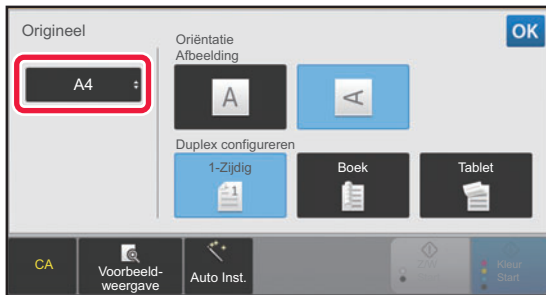 Origineel
OK
Oriëntatie
Afbeelding
A4
A
A
Duplex configureren
1-Zijdig
Boek
Tablet
1
CA
Voorbeeld-
weergave
Auto Inst.
Z/W
Start
Kleur
Start